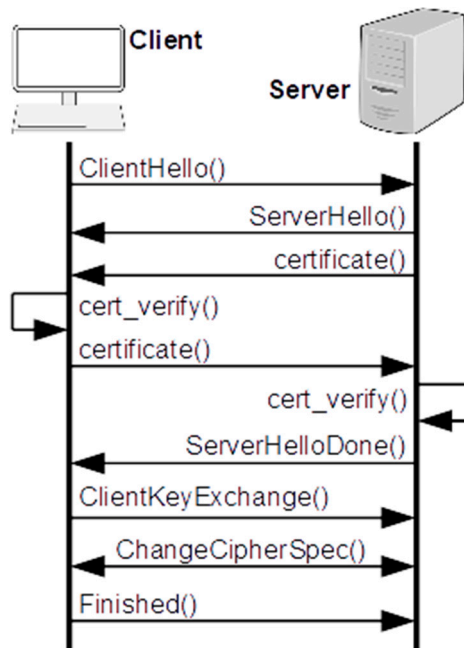 Client
Server
ClientHello()
ServerHello()
certificate()
cert_verify()
certificate()
cert_verify()
ServerHelloDone()
ClientKeyExchange()
ChangeCipherSpec()
Finished()